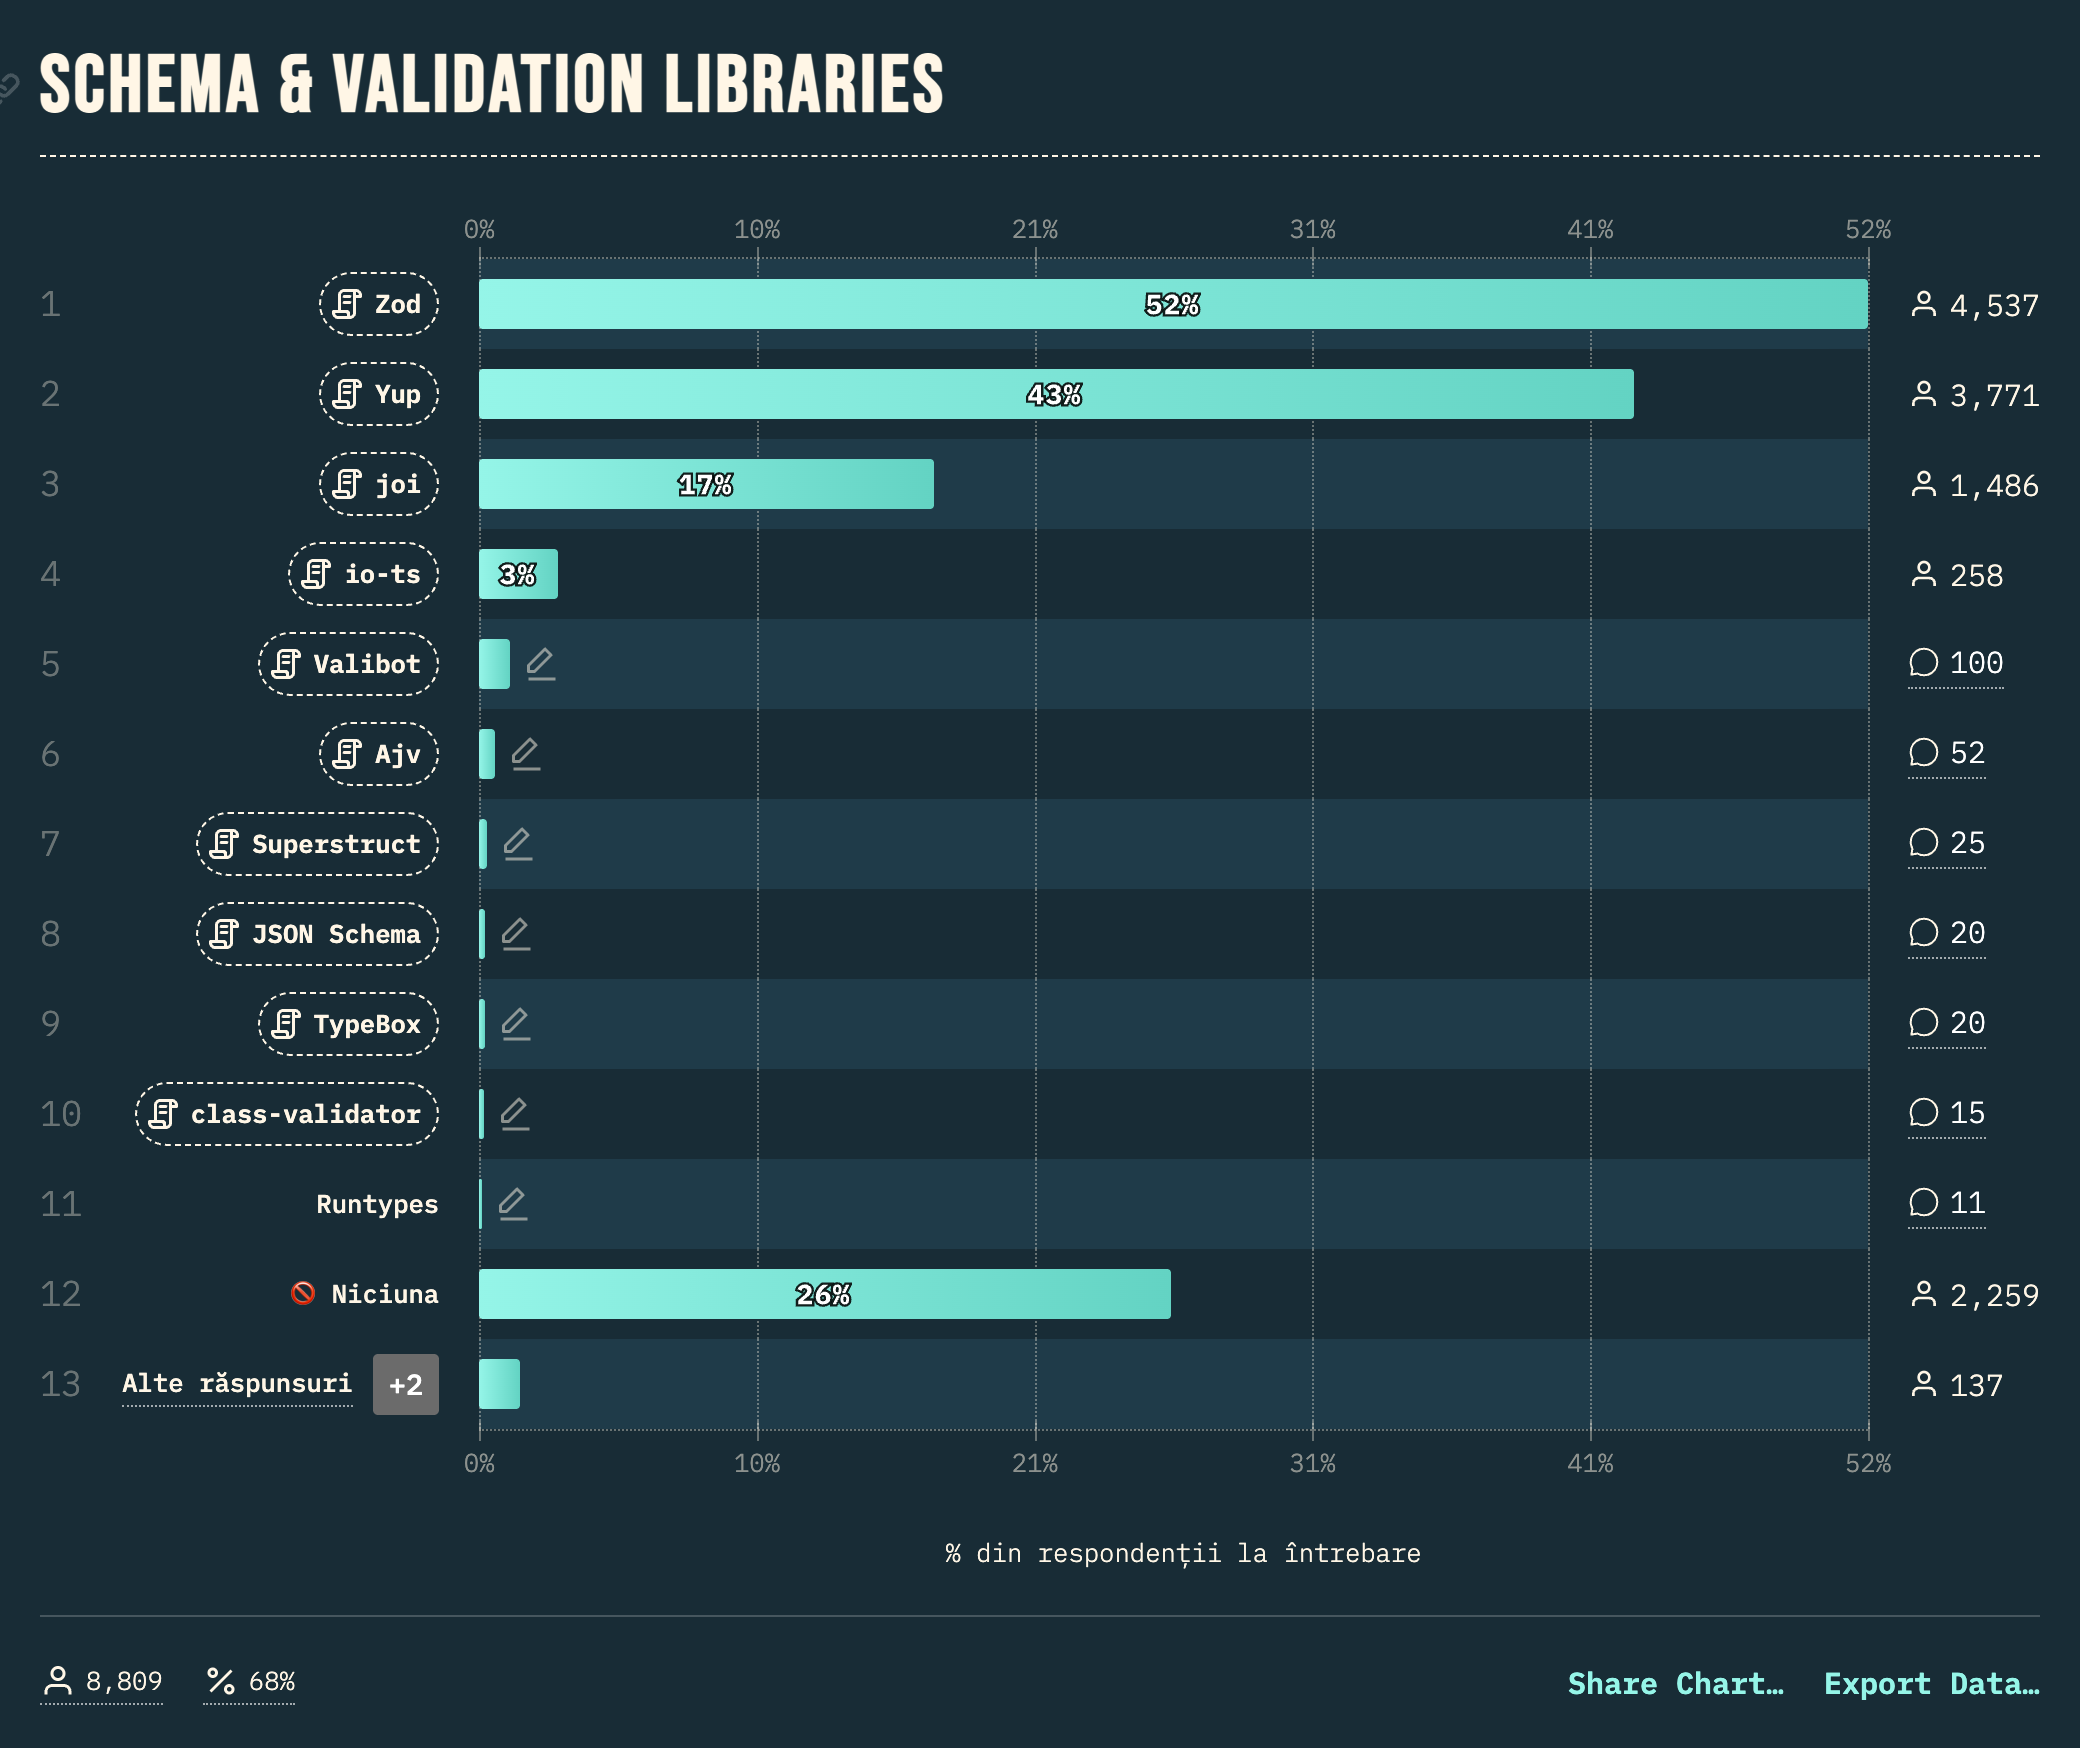 SCHEMA & VALIDATION LIBRARIES
0% 10% 21% 31% 41% 52%
1 Zod 52% 4,537
2 Yup 43% 3,771
3 joi 17% 1,486
4 io-ts 3% 258
5 Valibot 100
6 Ajv 52
7 Superstruct 25
8 JSON Schema 20
9 TypeBox 20
10 class-validator 15
11 Runtypes 11
12 Niciuna 26% 2,259
13 Alte răspunsuri +2 137
0% 10% 21% 31% 41% 52%
% din respondenții la întrebare
8,809 68% Share Chart… Export Data…